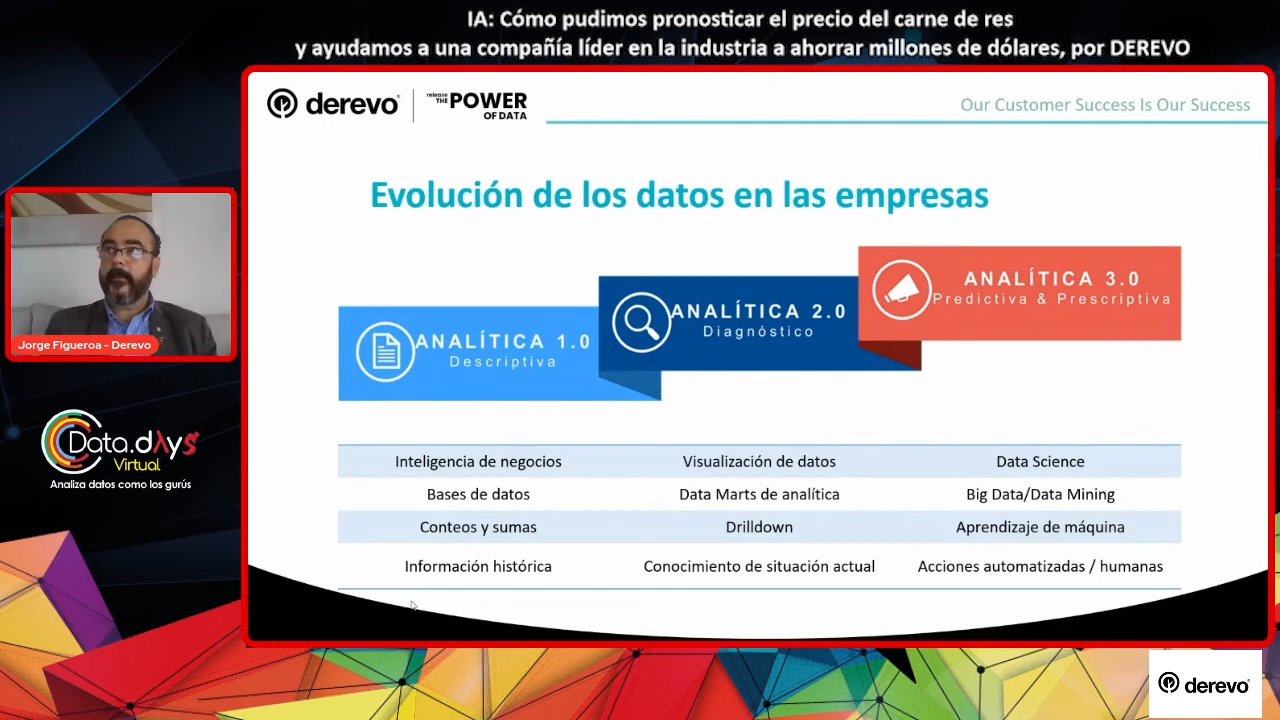 IA: Cómo pudimos pronosticar el precio del carne de res
y ayudamos a una compañía líder en la industria a ahorrar millones de dólares, por DEREVO
derevo
release
THE POWER
OF DATA
Our Customer Success Is Our Success
Evolución de los datos en las empresas
ANALÍTICA 1.0
Descriptiva
ANALÍTICA 2.0
Diagnóstico
ANALÍTICA 3.0
Predictiva & Prescriptiva
Inteligencia de negocios Visualización de datos Data Science
Bases de datos Data Marts de analítica Big Data/Data Mining
Conteos y sumas Drilldown Aprendizaje de máquina
Información histórica Conocimiento de situación actual Acciones automatizadas / humanas
Jorge Figueroa - Derevo
Data.dAys
Virtual
Analiza datos como los gurús
derevo